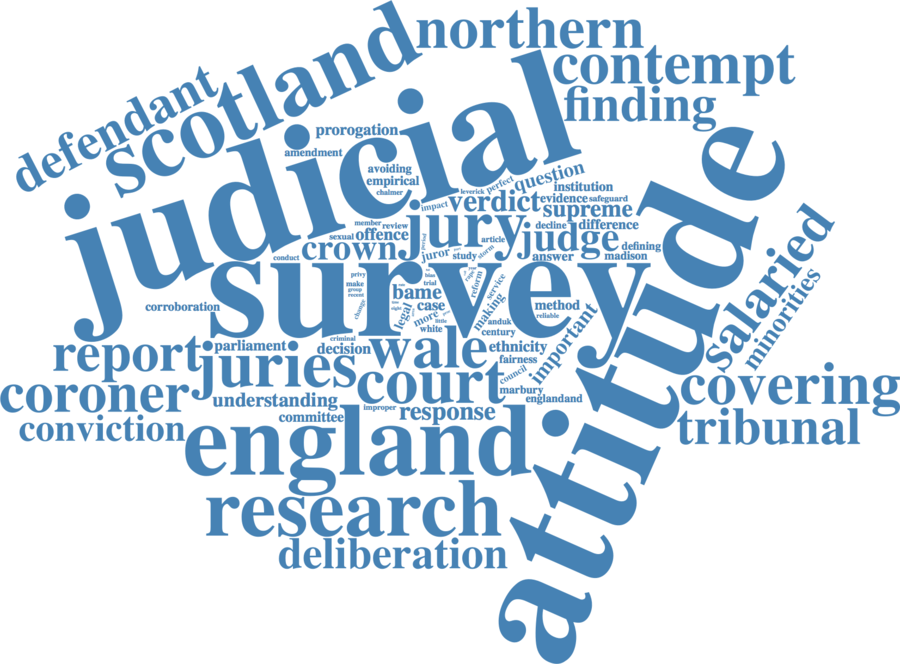 northern
scotland
contempt
defendant
finding
judicial
prorogation
amendment
attitude
avoiding
empirical
chalmer
leverick
perfect
question
institution
impact
verdict
evidence
safeguard
supreme
member
review
jury
decline
difference
sexual
offence
period
article
judge
defining
crown
juror
study
storm
answer
madison
conduct
survey
salaried
minorities
privy
make
group
recent
change
bias
trial
bame
case
reform
service
making
legal
more
little
white
method
reliable
anduk
century
corroboration
important
report
parliament
criminal
decision
wale
ethnicity
fairness
juries
court
council
marbury
englandand
covering
coroner
understanding
committee
improper
response
conviction
tribunal
england
research
deliberation